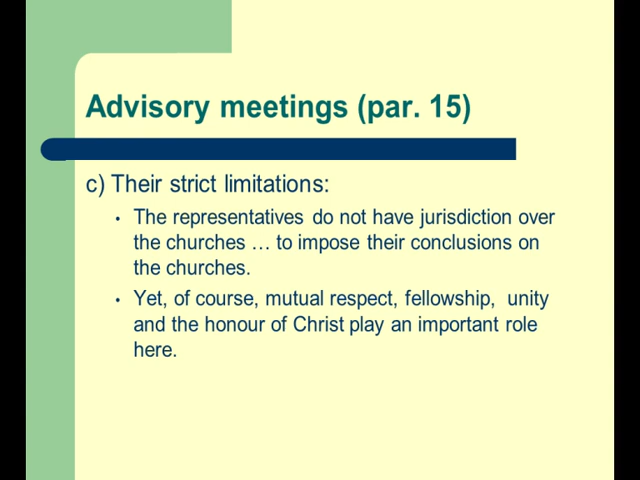 Advisory meetings (par. 15)
c) Their strict limitations:
• The representatives do not have jurisdiction over
the churches … to impose their conclusions on
the churches.
• Yet, of course, mutual respect, fellowship, unity
and the honour of Christ play an important role
here.